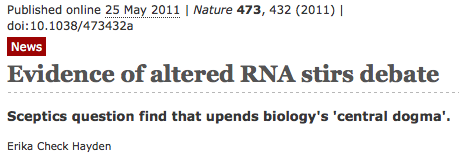 Published online 25 May 2011 | Nature 473, 432 (2011) |
doi:10.1038/473432a
News
Evidence of altered RNA stirs debate
Sceptics question find that upends biology's 'central dogma'.
Erika Check Hayden